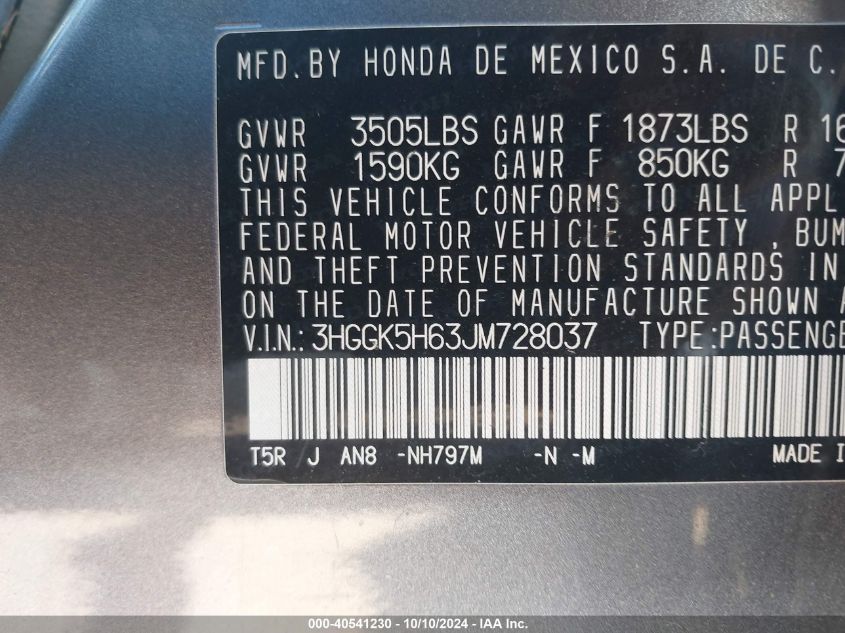 MFD.BY HONDA DE MEXICO S.A. DE C.
GVWR 3505LBS GAWR F 1873LBS R 16
GVWR 1590KG GAWR F 850KG R 7
THIS VEHICLE CONFORMS TO ALL APPL
FEDERAL MOTOR VEHICLE SAFETY , BUM
AND THEFT PREVENTION STANDARDS IN
ON THE DATE OF MANUFACTURE SHOWN A
V.I.N.: 3HGGK5H63JM728037 TYPE:PASSENGE
T5R J AN8 -NH797M -N -M MADE I
000-40541230 - 10/10/2024 - IAA Inc.